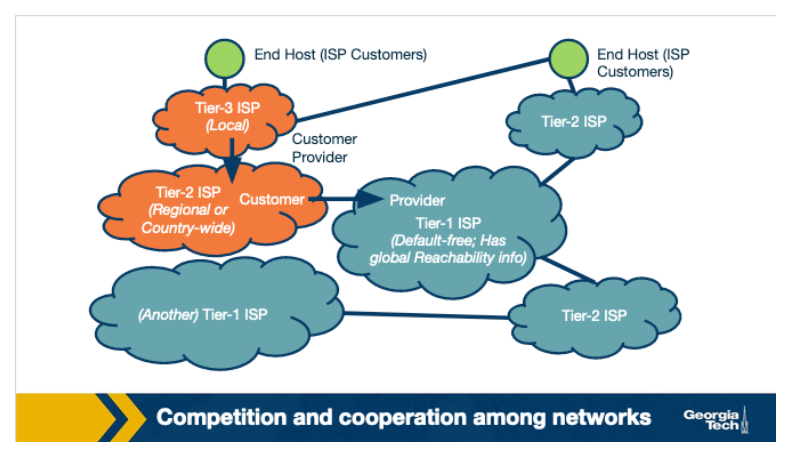 End Host (ISP Customers)
End Host (ISP
Customers)
Tier-3 ISP
(Local)
Tier-2 ISP
Customer
Provider
Tier-2 ISP
(Regional or
Country-wide)
Customer
Provider
Tier-1 ISP
(Default-free; Has
global Reachability info)
(Another) Tier-1 ISP
Tier-2 ISP
Competition and cooperation among networks
Georgia
Tech